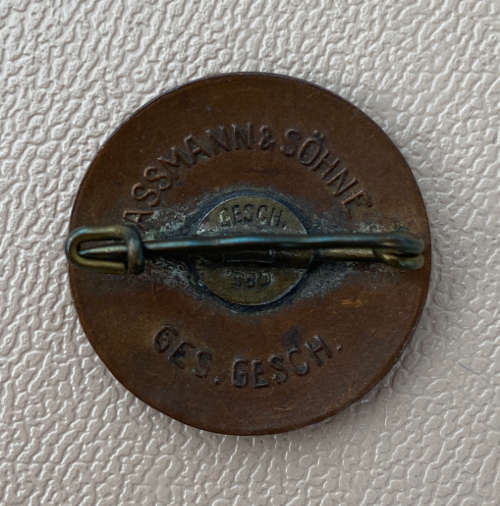 ASSMANN & SÖHNE
GESCH.
GES. GESCH.